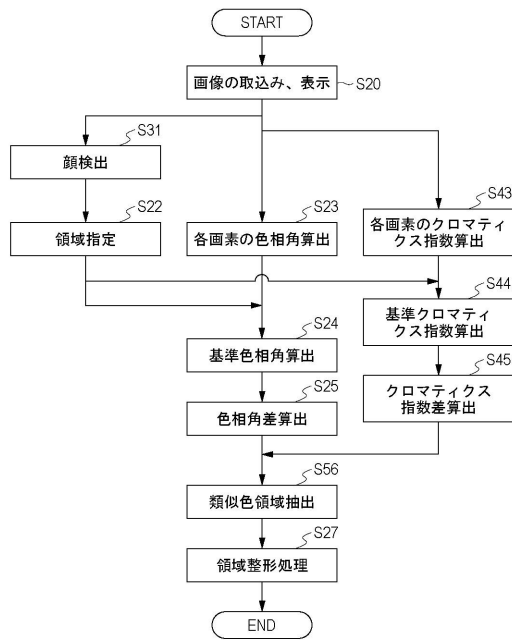 START
画像の取込み、表示
S20
S31
顔検出
S22
領域指定
S23
各画素の色相角算出
S43
各画素のクロマティ
クス指数算出
S44
基準クロマティ
クス指数算出
S24
基準色相角算出
S45
クロマティクス
指数差算出
S25
色相角差算出
S56
類似色領域抽出
S27
領域整形処理
END